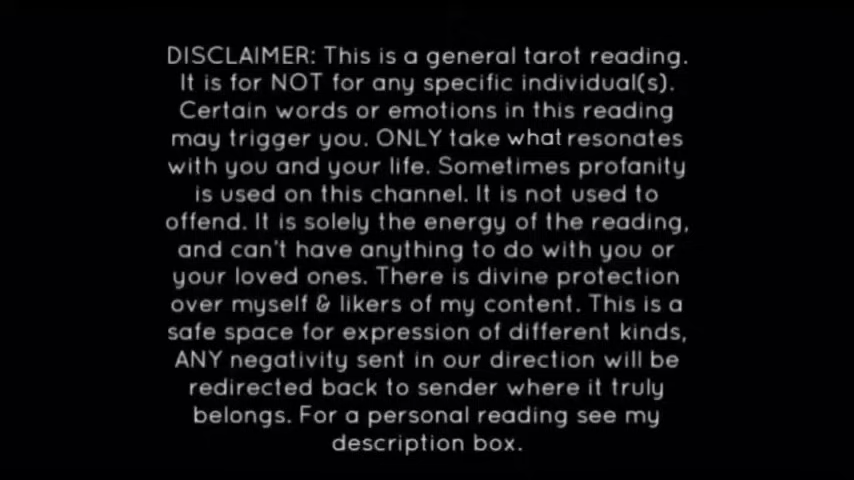 DISCLAIMER: This is a general tarot reading.
It is for NOT for any specific individual(s).
Certain words or emotions in this reading
may trigger you. ONLY take what resonates
with you and your life. Sometimes profanity
is used on this channel. It is not used to
offend. It is solely the energy of the reading,
and can't have anything to do with you or
your loved ones. There is divine protection
over myself & likers of my content. This is a
safe space for expression of different kinds,
ANY negativity sent in our direction will be
redirected back to sender where it truly
belongs. For a personal reading see my
description box.